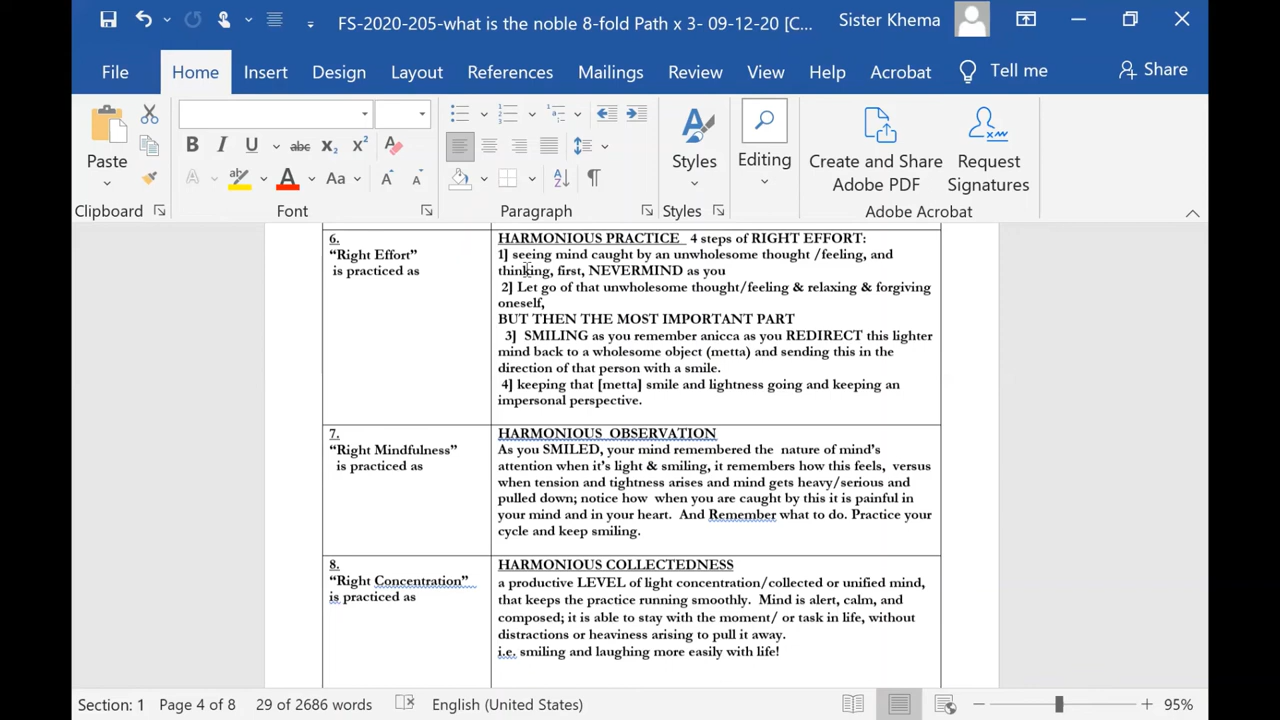 FS-2020-205-what is the noble 8-fold Path x 3- 09-12-20 [C...
Sister Khema
File Home Insert Design Layout References Mailings Review View Help Acrobat Tell me Share
Paste
Clipboard
B I U abc x₂ x²
A A Aa A A
Font
Paragraph
Styles
Styles
Editing
Create and Share Adobe PDF
Request Signatures
Adobe Acrobat
6.
“Right Effort”
is practiced as
HARMONIOUS PRACTICE 4 steps of RIGHT EFFORT:
1] seeing mind caught by an unwholesome thought /feeling, and
thinking, first, NEVERMIND as you
2] Let go of that unwholesome thought/feeling & relaxing & forgiving
oneself,
BUT THEN THE MOST IMPORTANT PART
3] SMILING as you remember anicca as you REDIRECT this lighter
mind back to a wholesome object (metta) and sending this in the
direction of that person with a smile.
4] keeping that [metta] smile and lightness going and keeping an
impersonal perspective.
7.
“Right Mindfulness”
is practiced as
HARMONIOUS OBSERVATION
As you SMILED, your mind remembered the nature of mind’s
attention when it’s light & smiling, it remembers how this feels, versus
when tension and tightness arises and mind gets heavy/serious and
pulled down; notice how when you are caught by this it is painful in
your mind and in your heart. And Remember what to do. Practice your
cycle and keep smiling.
8.
“Right Concentration”
is practiced as
HARMONIOUS COLLECTEDNESS
a productive LEVEL of light concentration/collected or unified mind,
that keeps the practice running smoothly. Mind is alert, calm, and
composed; it is able to stay with the moment/ or task in life, without
distractions or heaviness arising to pull it away.
i.e. smiling and laughing more easily with life!
Section: 1 Page 4 of 8 29 of 2686 words English (United States) 95%